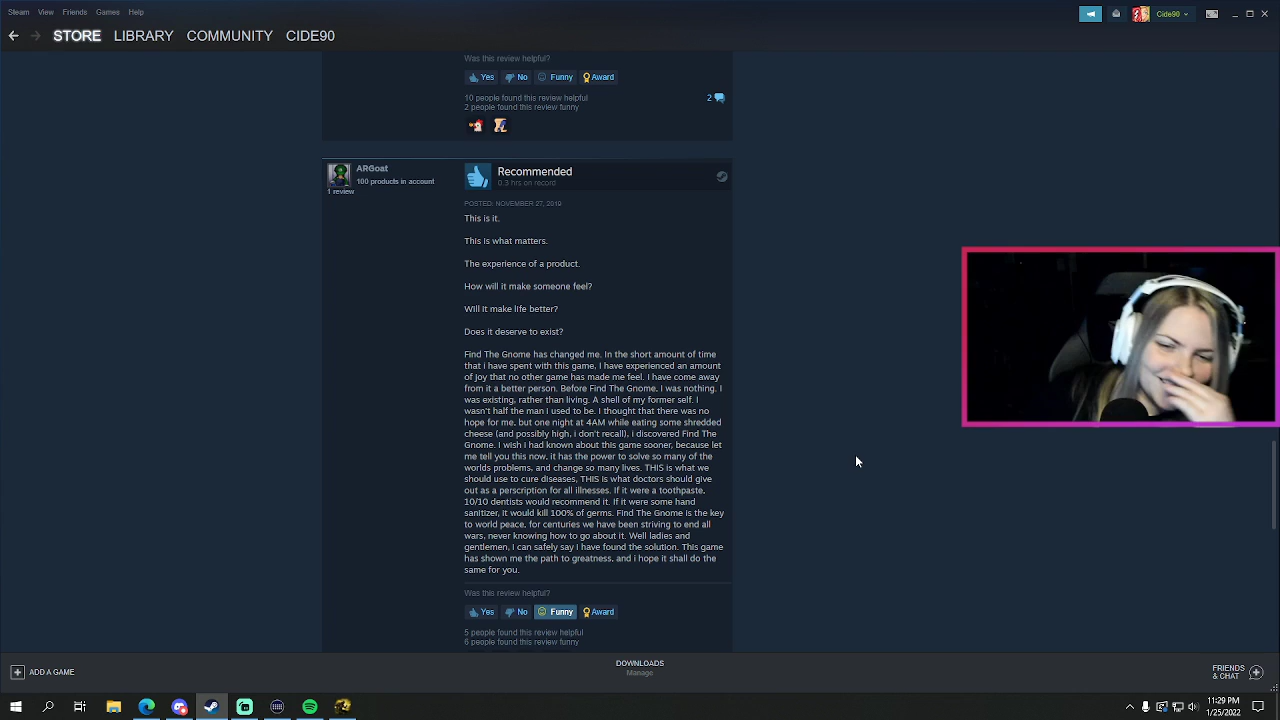 Steam View Friends Games Help
Cide90
STORE LIBRARY COMMUNITY CIDE90
Was this review helpful?
Yes No Funny Award
10 people found this review helpful
2
2 people found this review funny
ARGoat
100 products in account
1 review
Recommended
0.3 hrs on record
POSTED: NOVEMBER 27, 2019
This is it.
This is what matters.
The experience of a product.
How will it make someone feel?
Will it make life better?
Does it deserve to exist?
Find The Gnome has changed me. In the short amount of time
that i have spent with this game, I have experienced an amount
of joy that no other game has made me feel. I have come away
from it a better person. Before Find The Gnome, I was nothing. I
was existing, rather than living. A shell of my former self. I
wasn't half the man I used to be. I thought that there was no
hope for me, but one night at 4AM while eating some shredded
cheese (and possibly high, i don't recall), i discovered Find The
Gnome. I wish i had known about this game sooner, because let
me tell you this now, it has the power to solve so many of the
worlds problems, and change so many lives. THIS is what we
should use to cure diseases, THIS is what doctors should give
out as a perscription for all illnesses. If it were a toothpaste,
10/10 dentists would recommend it. If it were some hand
sanitizer, it would kill 100% of germs. Find The Gnome is the key
to world peace, for centuries we have been striving to end all
wars, never knowing how to go about it. Well ladies and
gentlemen, i can safely say i have found the solution. This game
has shown me the path to greatness, and i hope it shall do the
same for you.
Was this review helpful?
Yes No Funny Award
5 people found this review helpful
6 people found this review funny
ADD A GAME
DOWNLOADS
Manage
FRIENDS
& CHAT
11:29 PM
1/25/2022